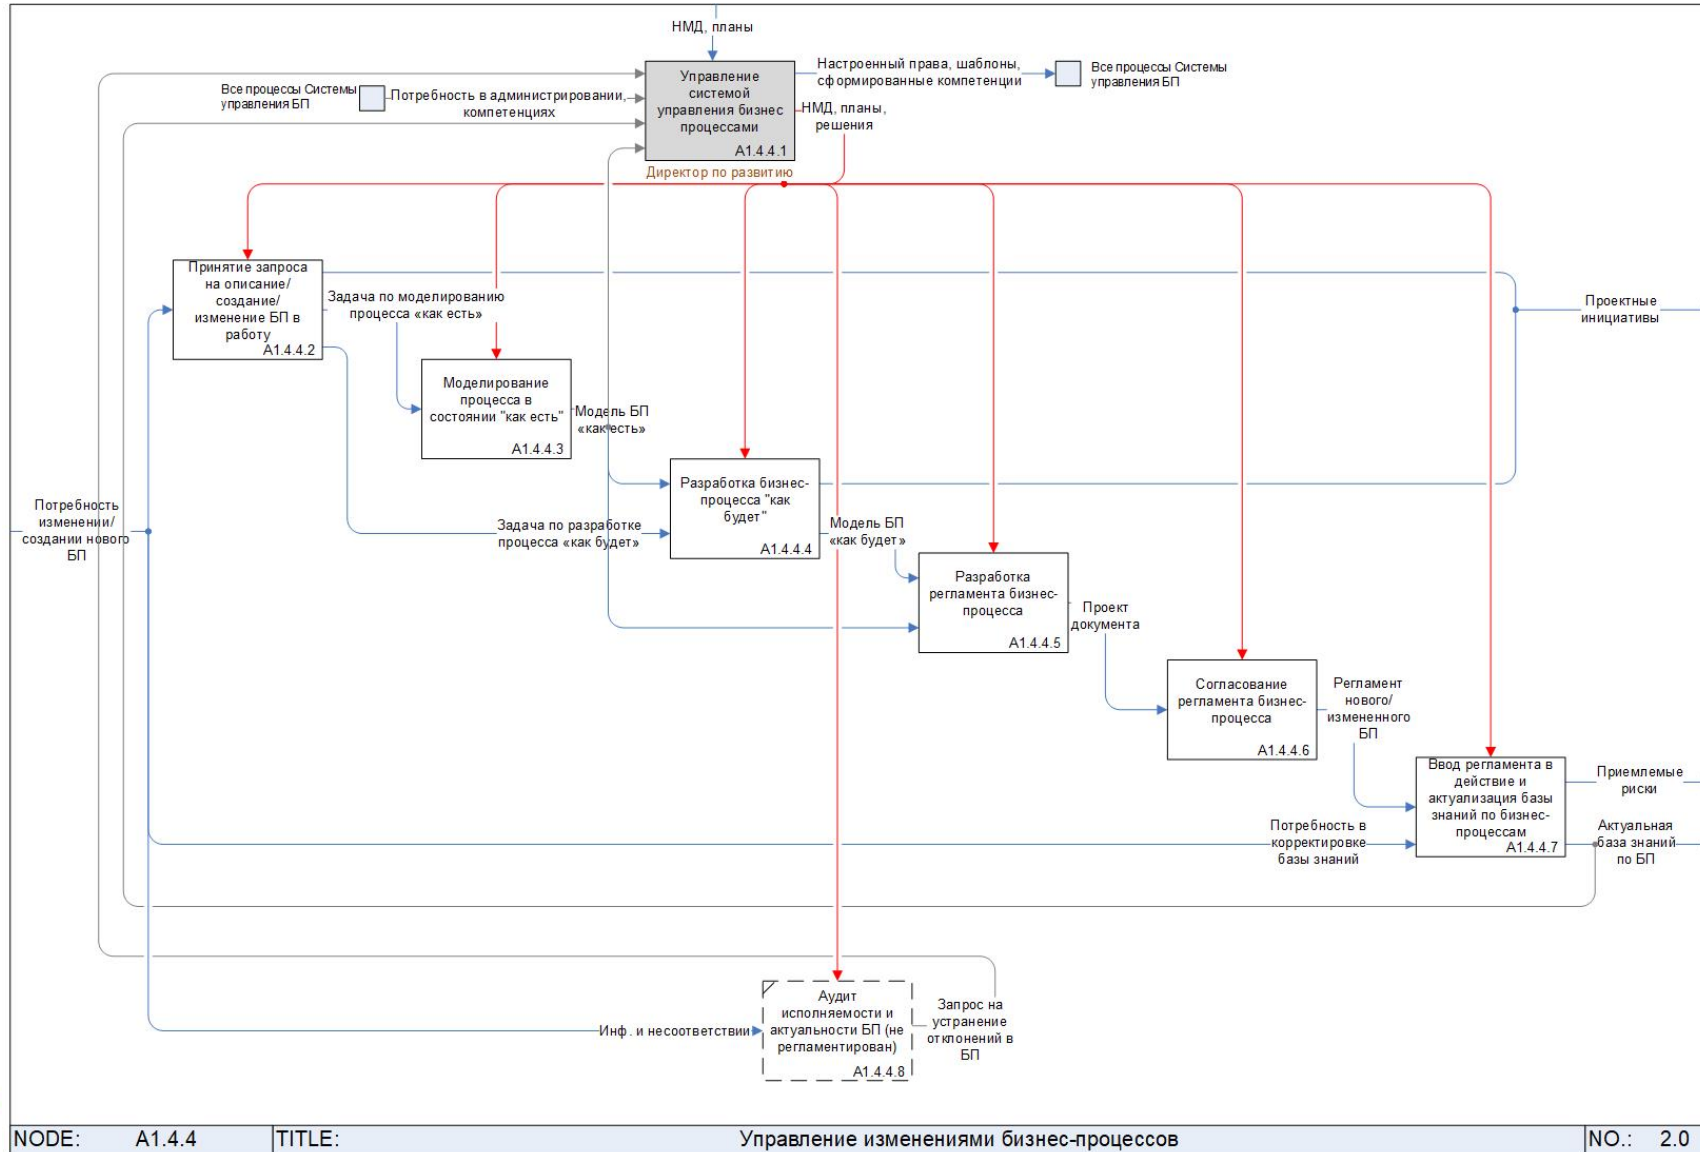 НМД, планы
Управление
системой
управления бизнес
процессами
A1.4.4.1
Директор по развитию
Все процессы Системы
управления БП
Потребность в администрировании,
компетенциях
Настроенный права, шаблоны,
сформированные компетенции
Все процессы Системы
управления БП
НМД, планы,
решения
Принятие запроса
на описание/
создание/
изменение БП в
работу
A1.4.4.2
Задача по моделированию
процесса «как есть»
Проектные
инициативы
Моделирование
процесса в
состоянии "как есть"
A1.4.4.3
Модель БП
«как есть»
Потребность
изменении/
создании нового
БП
Задача по разработке
процесса «как будет»
Разработка бизнес-
процесса "как
будет"
A1.4.4.4
Модель БП
«как будет»
Разработка
регламента бизнес-
процесса
A1.4.4.5
Проект
документа
Согласование
регламента бизнес-
процесса
A1.4.4.6
Регламент
нового/
измененного
БП
Ввод регламента в
действие и
актуализация базы
знаний по бизнес-
процессам
A1.4.4.7
Приемлемые
риски
Потребность в
корректировке
базы знаний
Актуальная
база знаний
по БП
Инф. и несоответствии
Аудит
исполняемости и
актуальности БП (не
регламентирован)
A1.4.4.8
Запрос на
устранение
отклонений в
БП
NODE: A1.4.4 TITLE: Управление изменениями бизнес-процессов NO.: 2.0